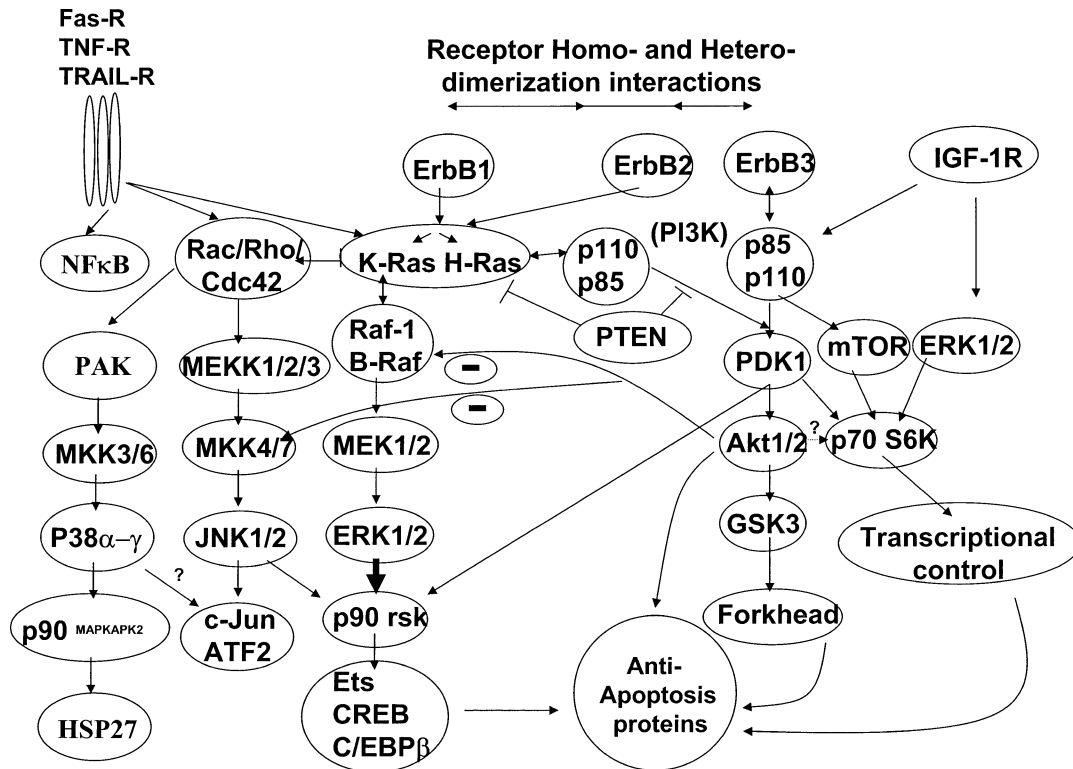 Fas-R
TNF-R
TRAIL-R
Receptor Homo- and Hetero-
dimerization interactions
ErbB1
ErbB2
ErbB3
IGF-1R
NFκB
Rac/Rho/
Cdc42
K-Ras H-Ras
p110
p85
(PI3K)
p85
p110
PAK
MEKK1/2/3
Raf-1
B-Raf
PTEN
PDK1
mTOR
ERK1/2
-
-
MKK3/6
MKK4/7
MEK1/2
Akt1/2
?
p70 S6K
P38α–γ
JNK1/2
ERK1/2
GSK3
Transcriptional
control
?
p90 MAPKAPK2
c-Jun
ATF2
p90 rsk
Forkhead
HSP27
Ets
CREB
C/EBPβ
Anti-
Apoptosis
proteins